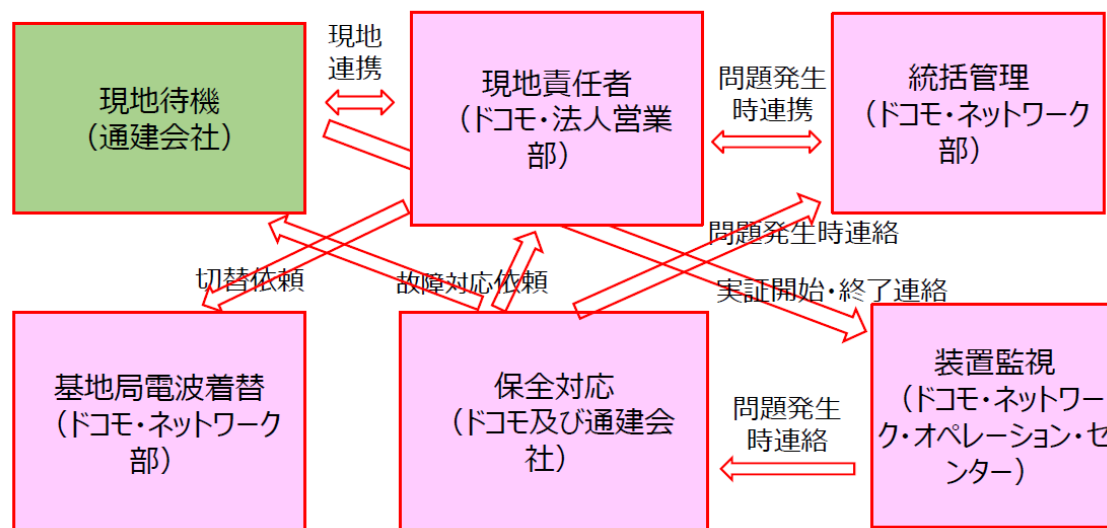 現地待機
（通建会社）
現地
連携
現地責任者
（ドコモ・法人営業
部）
問題発生
時連携
統括管理
（ドコモ・ネットワーク
部）
切替依頼
故障対応依頼
問題発生時連絡
実証開始・終了連絡
基地局電波着替
（ドコモ・ネットワーク
部）
保全対応
（ドコモ及び通建会
社）
問題発生
時連絡
装置監視
（ドコモ・ネットワー
ク・オペレーション・セ
ンター）